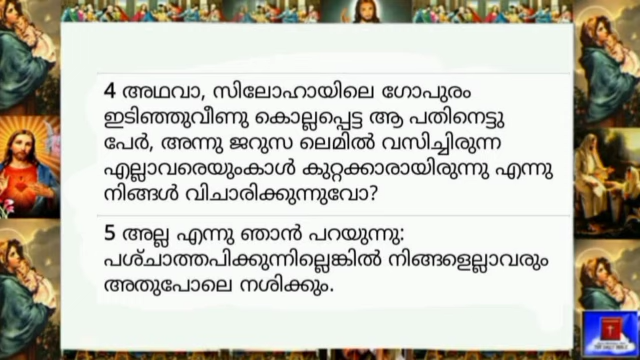 4 അഥവാ, സിലോഹായിലെ ഗോപുരം
ഇടിഞ്ഞുവീണു കൊല്ലപ്പെട്ട ആ പതിനെട്ടു
പേർ, അന്നു ജറുസ ലെമിൽ വസിച്ചിരുന്ന
എല്ലാവരെയുംകാൾ കുറ്റക്കാരായിരുന്നു എന്നു
നിങ്ങൾ വിചാരിക്കുന്നുവോ?
5 അല്ല എന്നു ഞാൻ പറയുന്നു:
പശ്ചാത്തപിക്കുന്നില്ലെങ്കിൽ നിങ്ങളെല്ലാവരും
അതുപോലെ നശിക്കും.